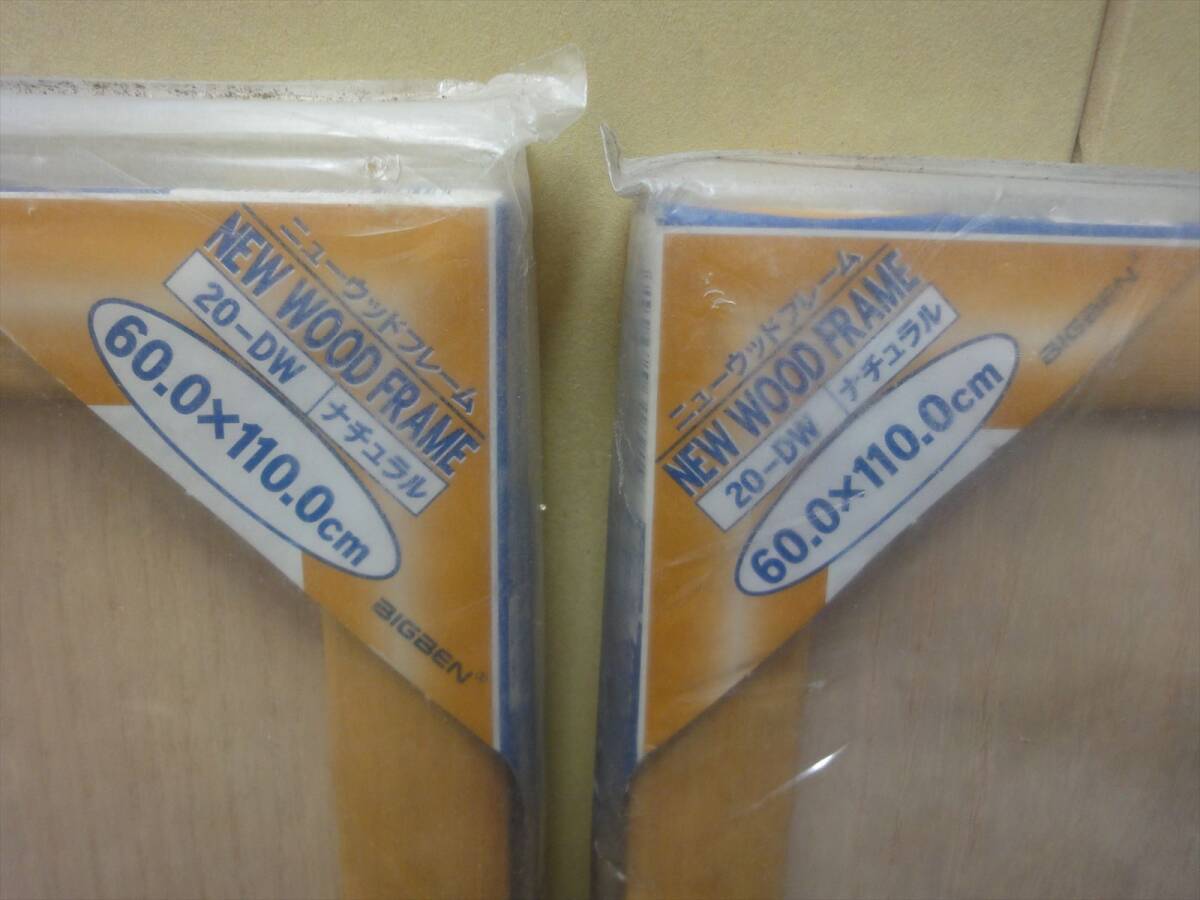 ニューウッドフレーム
NEW WOOD FRAME
20-DW ナチュラル
60.0×110.0cm
BIGBEN®
ニューウッドフレーム
NEW WOOD FRAME
20-DW ナチュラル
60.0×110.0cm
BIGBEN